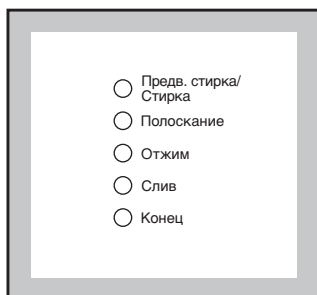 Предв. стирка/
Стирка
Полоскание
Отжим
Слив
Конец